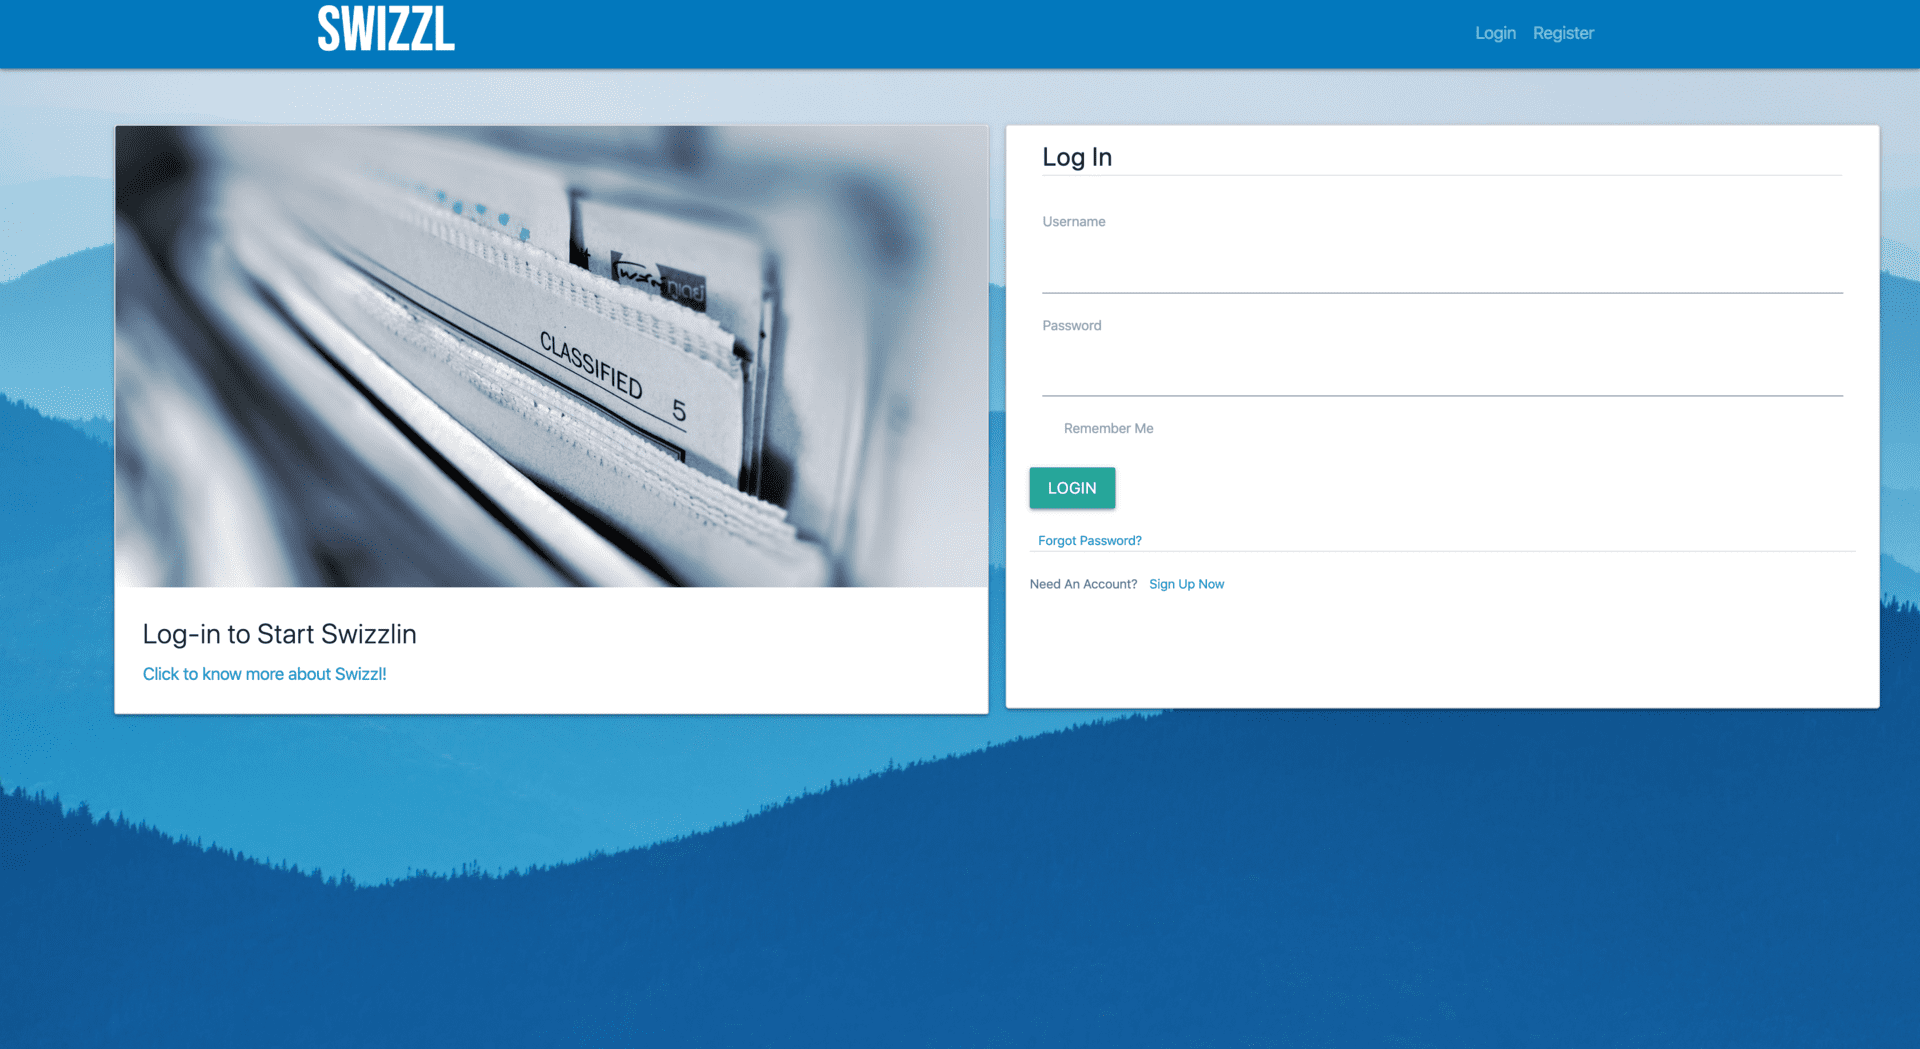 SWIZZL
Login Register
CLASSIFIED 5
Log-in to Start Swizzlin
Click to know more about Swizzl!
Log In
Username
Password
Remember Me
LOGIN
Forgot Password?
Need An Account? Sign Up Now